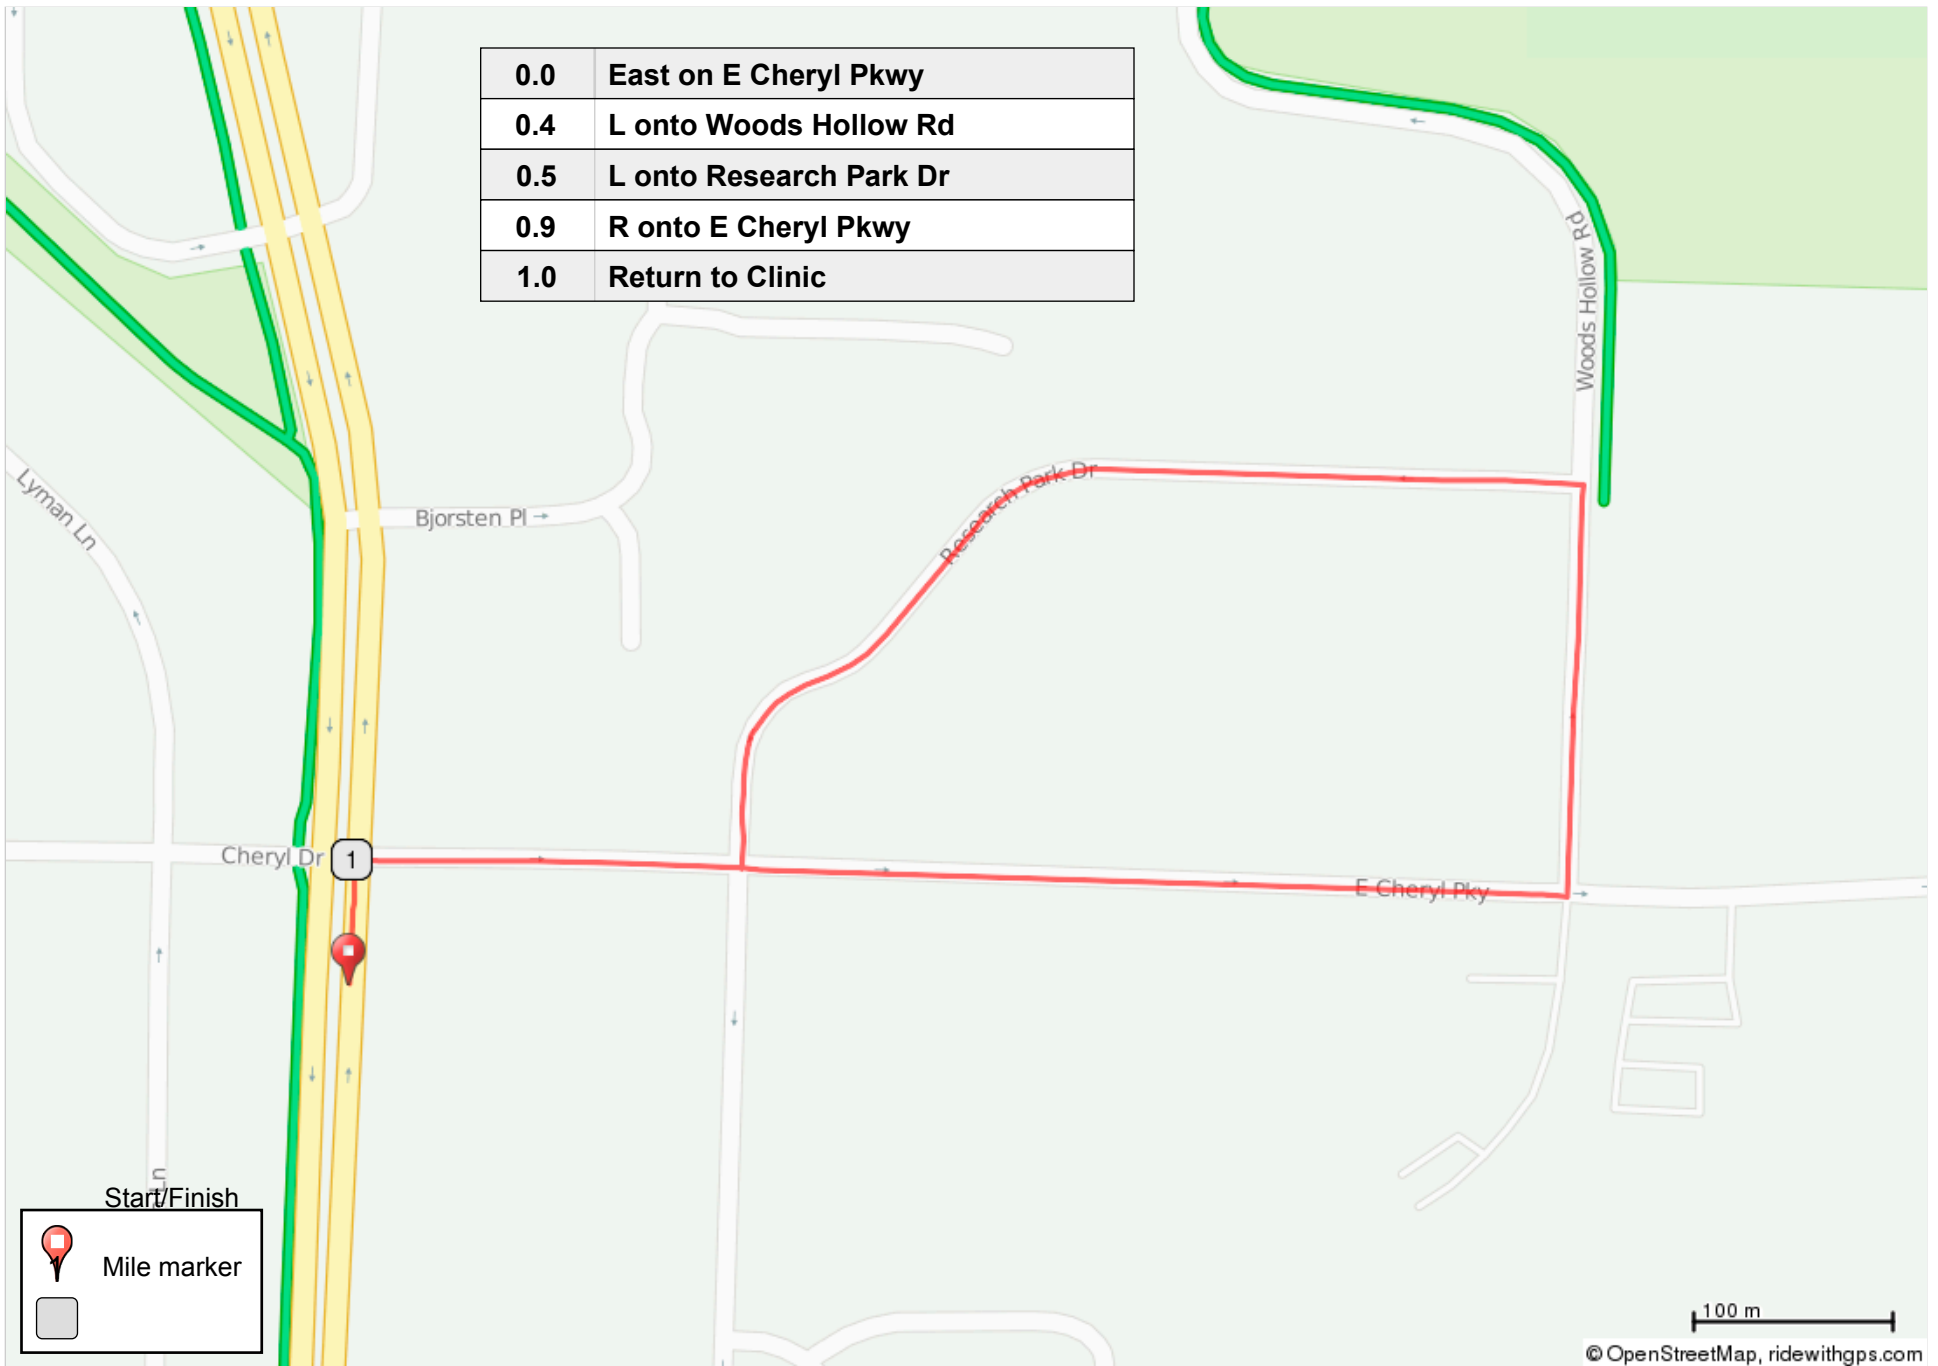 0.0 East on E Cheryl Pkwy
0.4 L onto Woods Hollow Rd
0.5 L onto Research Park Dr
0.9 R onto E Cheryl Pkwy
1.0 Return to Clinic
Woods Hollow Rd
Research Park Dr
Lyman Ln
Bjorsten Pl
Cheryl Dr
1
E Cheryl Pky
Ln
Start/Finish
1
Mile marker
100 m
© OpenStreetMap, ridewithgps.com